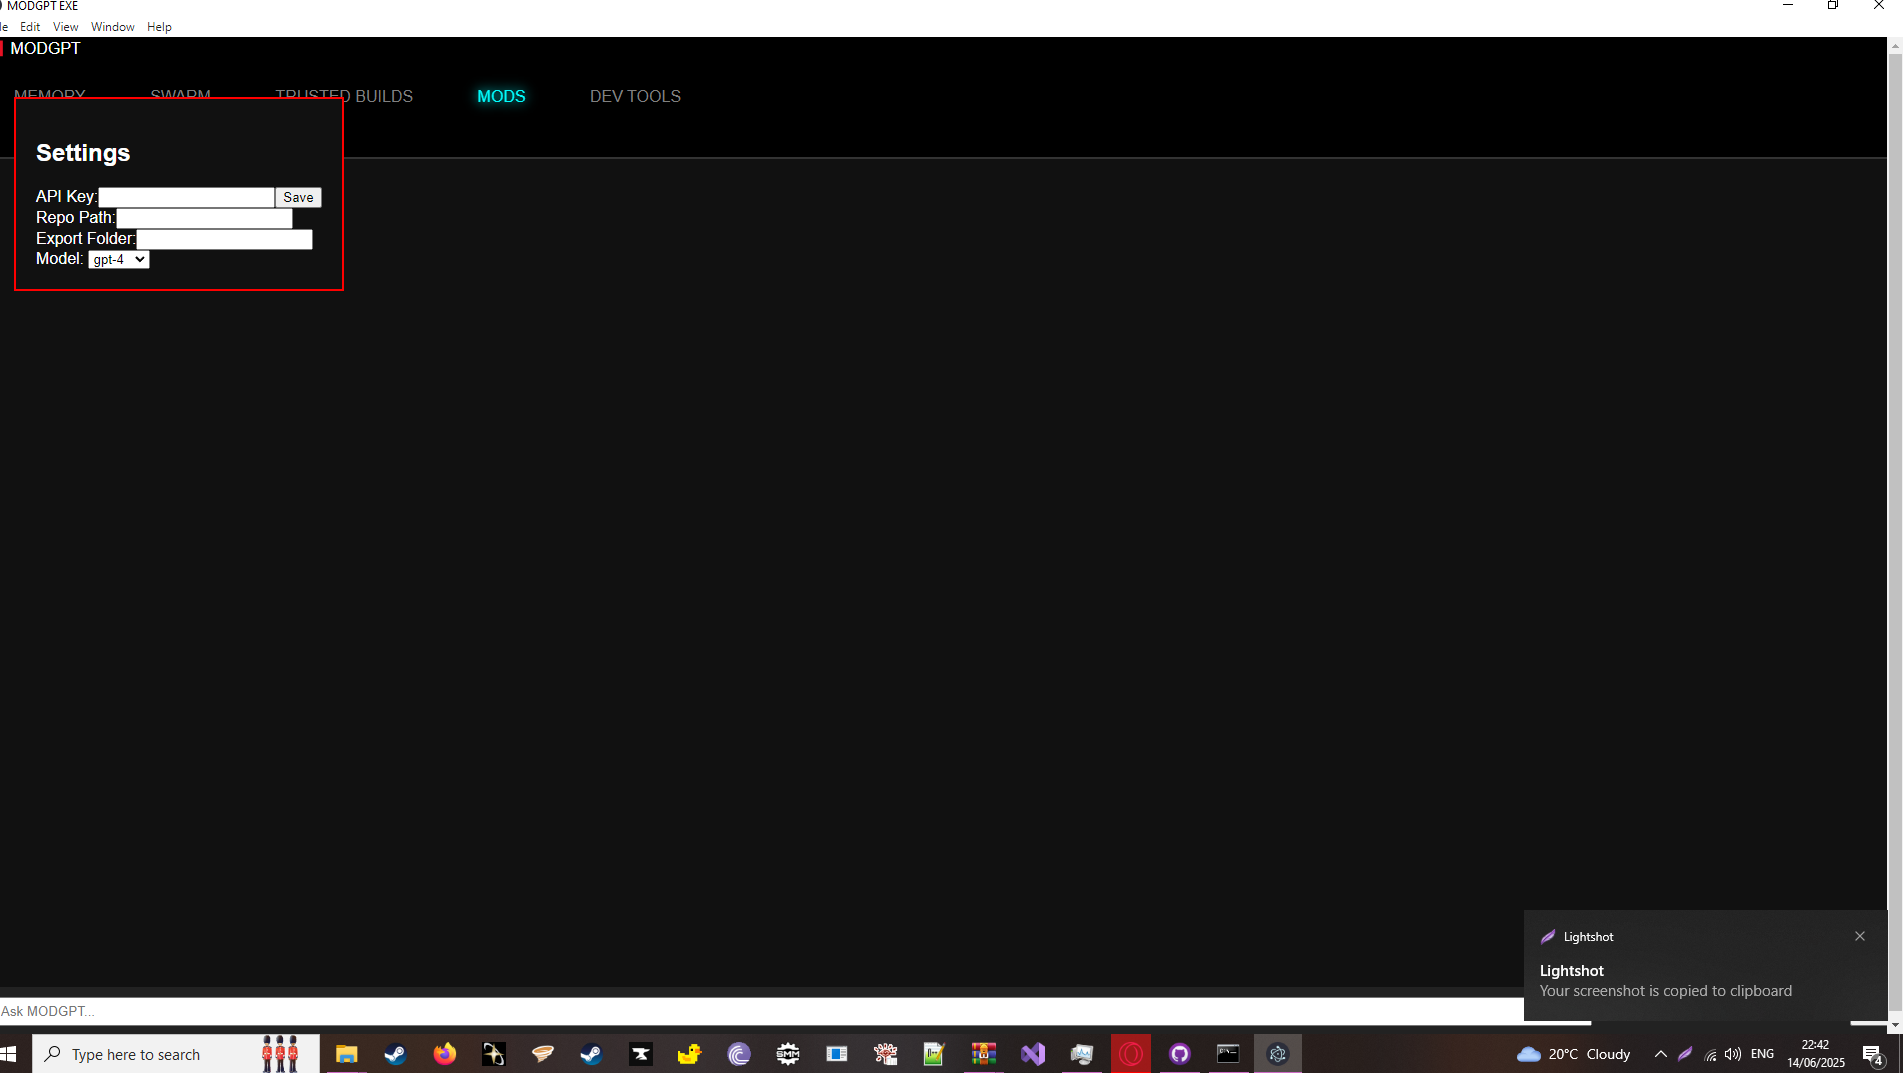 MODGPT EXE
Edit View Window Help
MODGPT
MEMORY SWARM TRUSTED BUILDS MODS DEV TOOLS
Settings
API Key: Save
Repo Path:
Export Folder:
Model: gpt-4
Lightshot
Lightshot
Your screenshot is copied to clipboard
Ask MODGPT...
Type here to search
SMM
20°C Cloudy
ENG
22:42
14/06/2025
4